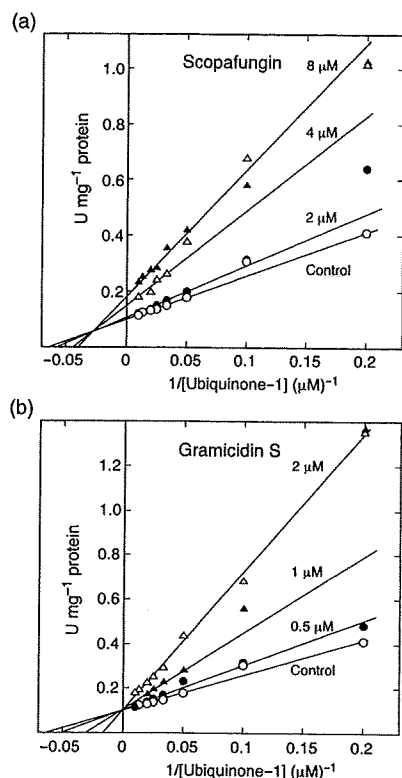 (a)
Scopafungin
8 μM
4 μM
2 μM
Control
U mg⁻¹ protein
1.0
0.8
0.6
0.4
0.2
−0.05 0 0.05 0.1 0.15 0.2
1/[Ubiquinone−1] (μM)⁻¹
(b)
Gramicidin S
2 μM
1 μM
0.5 μM
Control
U mg⁻¹ protein
1.2
1.0
0.8
0.6
0.4
0.2
−0.05 0 0.05 0.1 0.15 0.2
1/[Ubiquinone−1] (μM)⁻¹